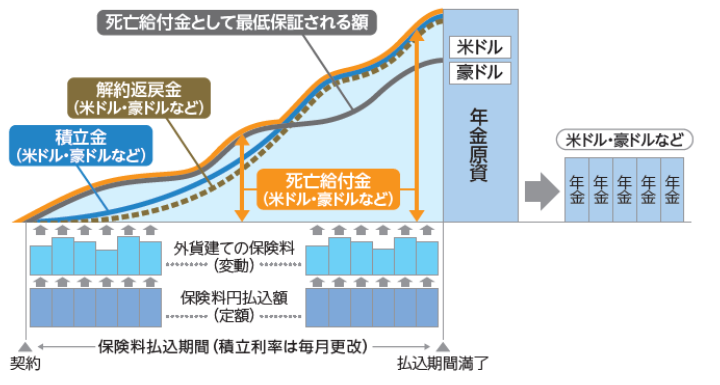 死亡給付金として最低保証される額
米ドル
豪ドル
解約返戻金
(米ドル・豪ドルなど)
積立金
(米ドル・豪ドルなど)
年金原資
米ドル・豪ドルなど
死亡給付金
(米ドル・豪ドルなど)
年金
年金
年金
年金
年金
外貨建ての保険料
(変動)
保険料円払込額
(定額)
保険料払込期間(積立利率は毎月更改)
契約
払込期間満了